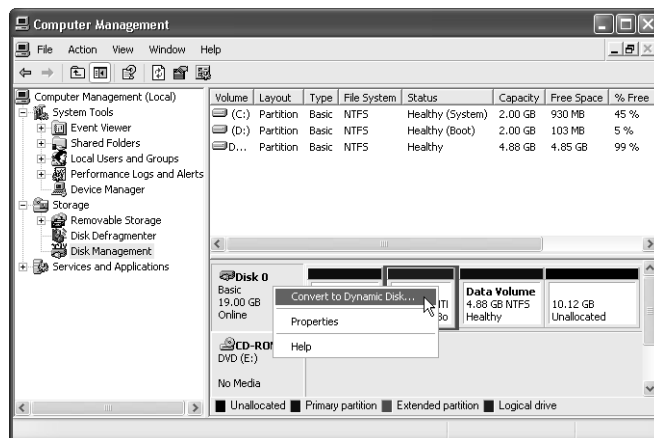 Computer Management
File Action View Window Help
Computer Management (Local)
System Tools
Event Viewer
Shared Folders
Local Users and Groups
Performance Logs and Alerts
Device Manager
Storage
Removable Storage
Disk Defragmenter
Disk Management
Services and Applications
Volume Layout Type File System Status Capacity Free Space % Free
(C:) Partition Basic NTFS Healthy (System) 2.00 GB 930 MB 45 %
(D:) Partition Basic NTFS Healthy (Boot) 2.00 GB 103 MB 5 %
D... Partition Basic NTFS Healthy 4.88 GB 4.85 GB 99 %
Disk 0
Basic
19.00 GB
Online
Convert to Dynamic Disk...
Properties
Help
Data Volume
4.88 GB NTFS
Healthy
10.12 GB
Unallocated
DVD (E:)
No Media
Unallocated Primary partition Extended partition Logical drive